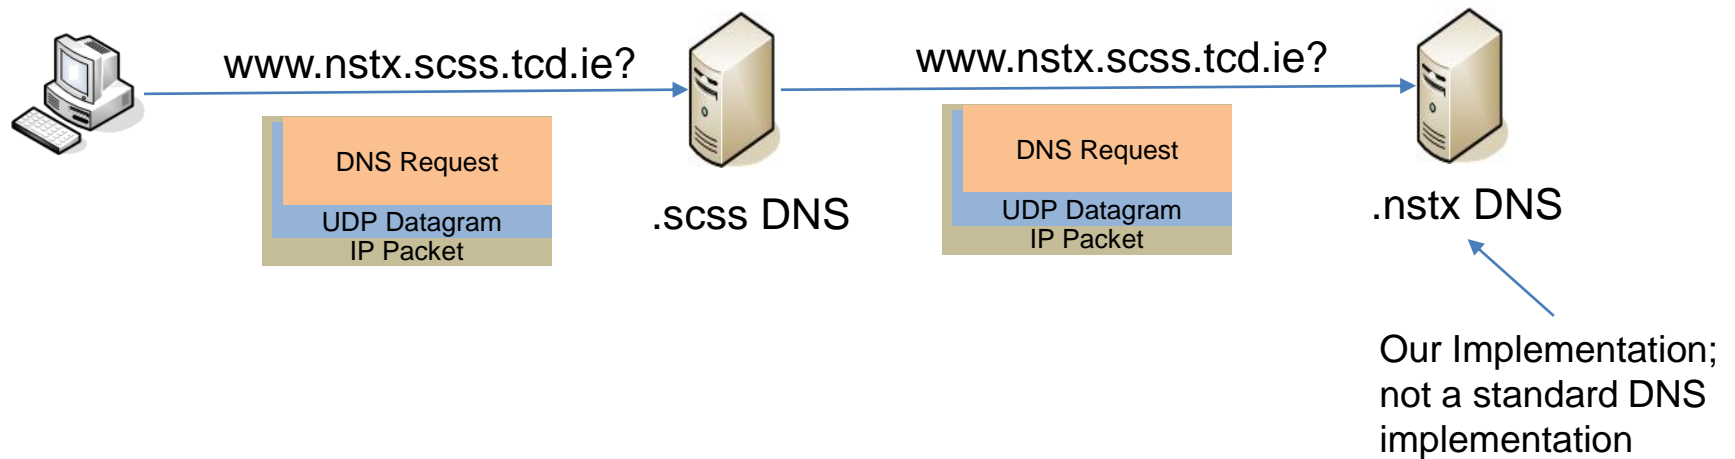 www.nstx.scss.tcd.ie?
www.nstx.scss.tcd.ie?
DNS Request
UDP Datagram
IP Packet
DNS Request
UDP Datagram
IP Packet
.scss DNS
.nstx DNS
Our Implementation;
not a standard DNS
implementation